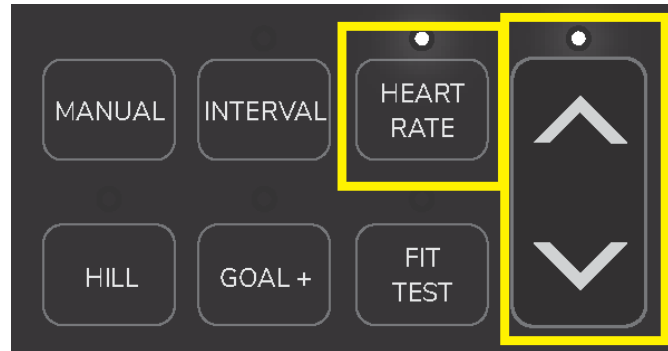 MANUAL
INTERVAL
HEART
RATE
HILL
GOAL +
FIT
TEST